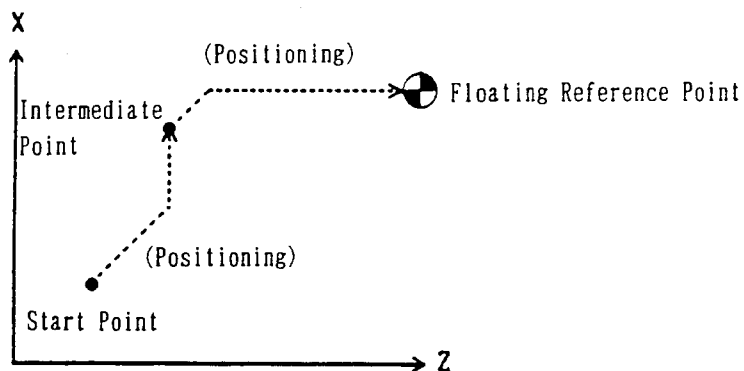 X
(Positioning)
Floating Reference Point
Intermediate
Point
(Positioning)
Start Point
Z